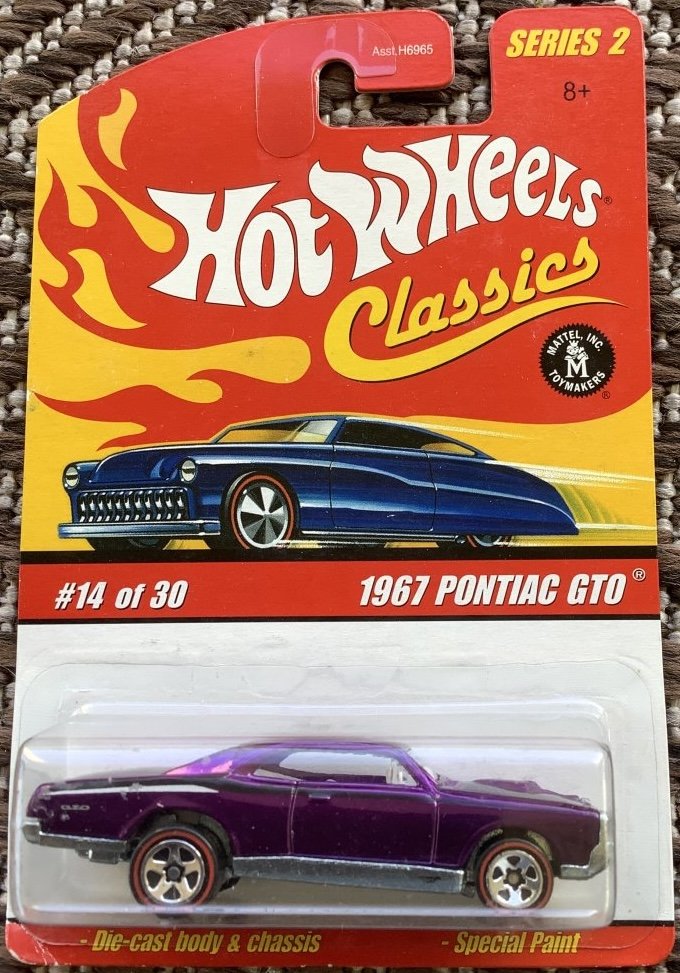 Asst.H6965
SERIES 2
8+
HOT WHEELS®
Classics
MATTEL, INC.
M
TOYMAKERS
®
#14 of 30
1967 PONTIAC GTO®
GTO
- Die-cast body & chassis
- Special Paint